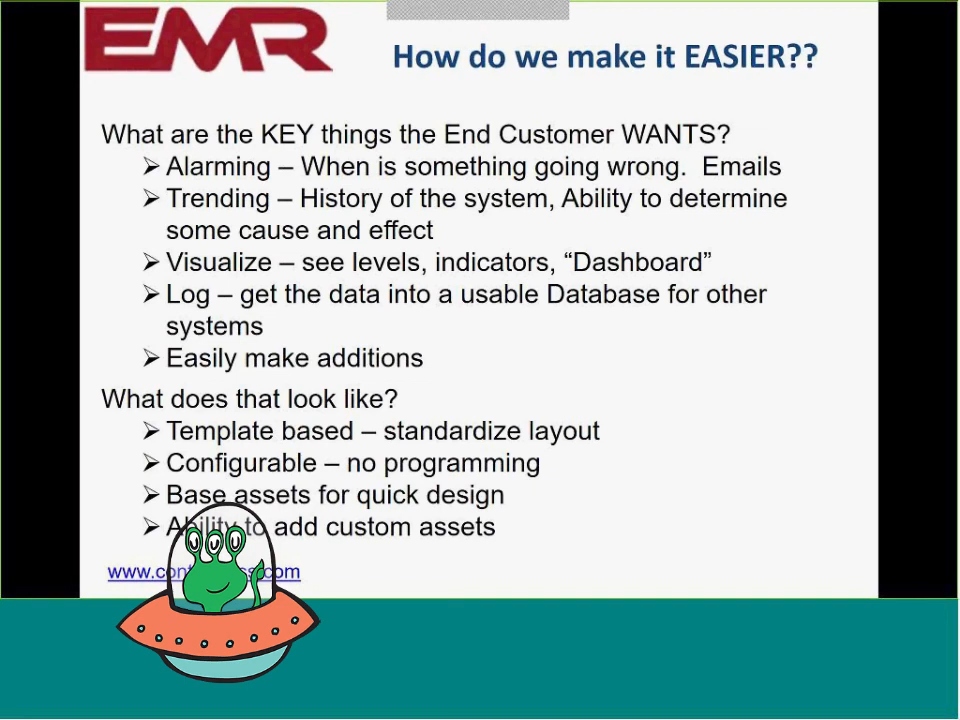 EMR
How do we make it EASIER??
What are the KEY things the End Customer WANTS?
➢ Alarming – When is something going wrong.  Emails
➢ Trending – History of the system, Ability to determine
some cause and effect
➢ Visualize – see levels, indicators, “Dashboard”
➢ Log – get the data into a usable Database for other
systems
➢ Easily make additions
What does that look like?
➢ Template based – standardize layout
➢ Configurable – no programming
➢ Base assets for quick design
➢ Ability to add custom assets